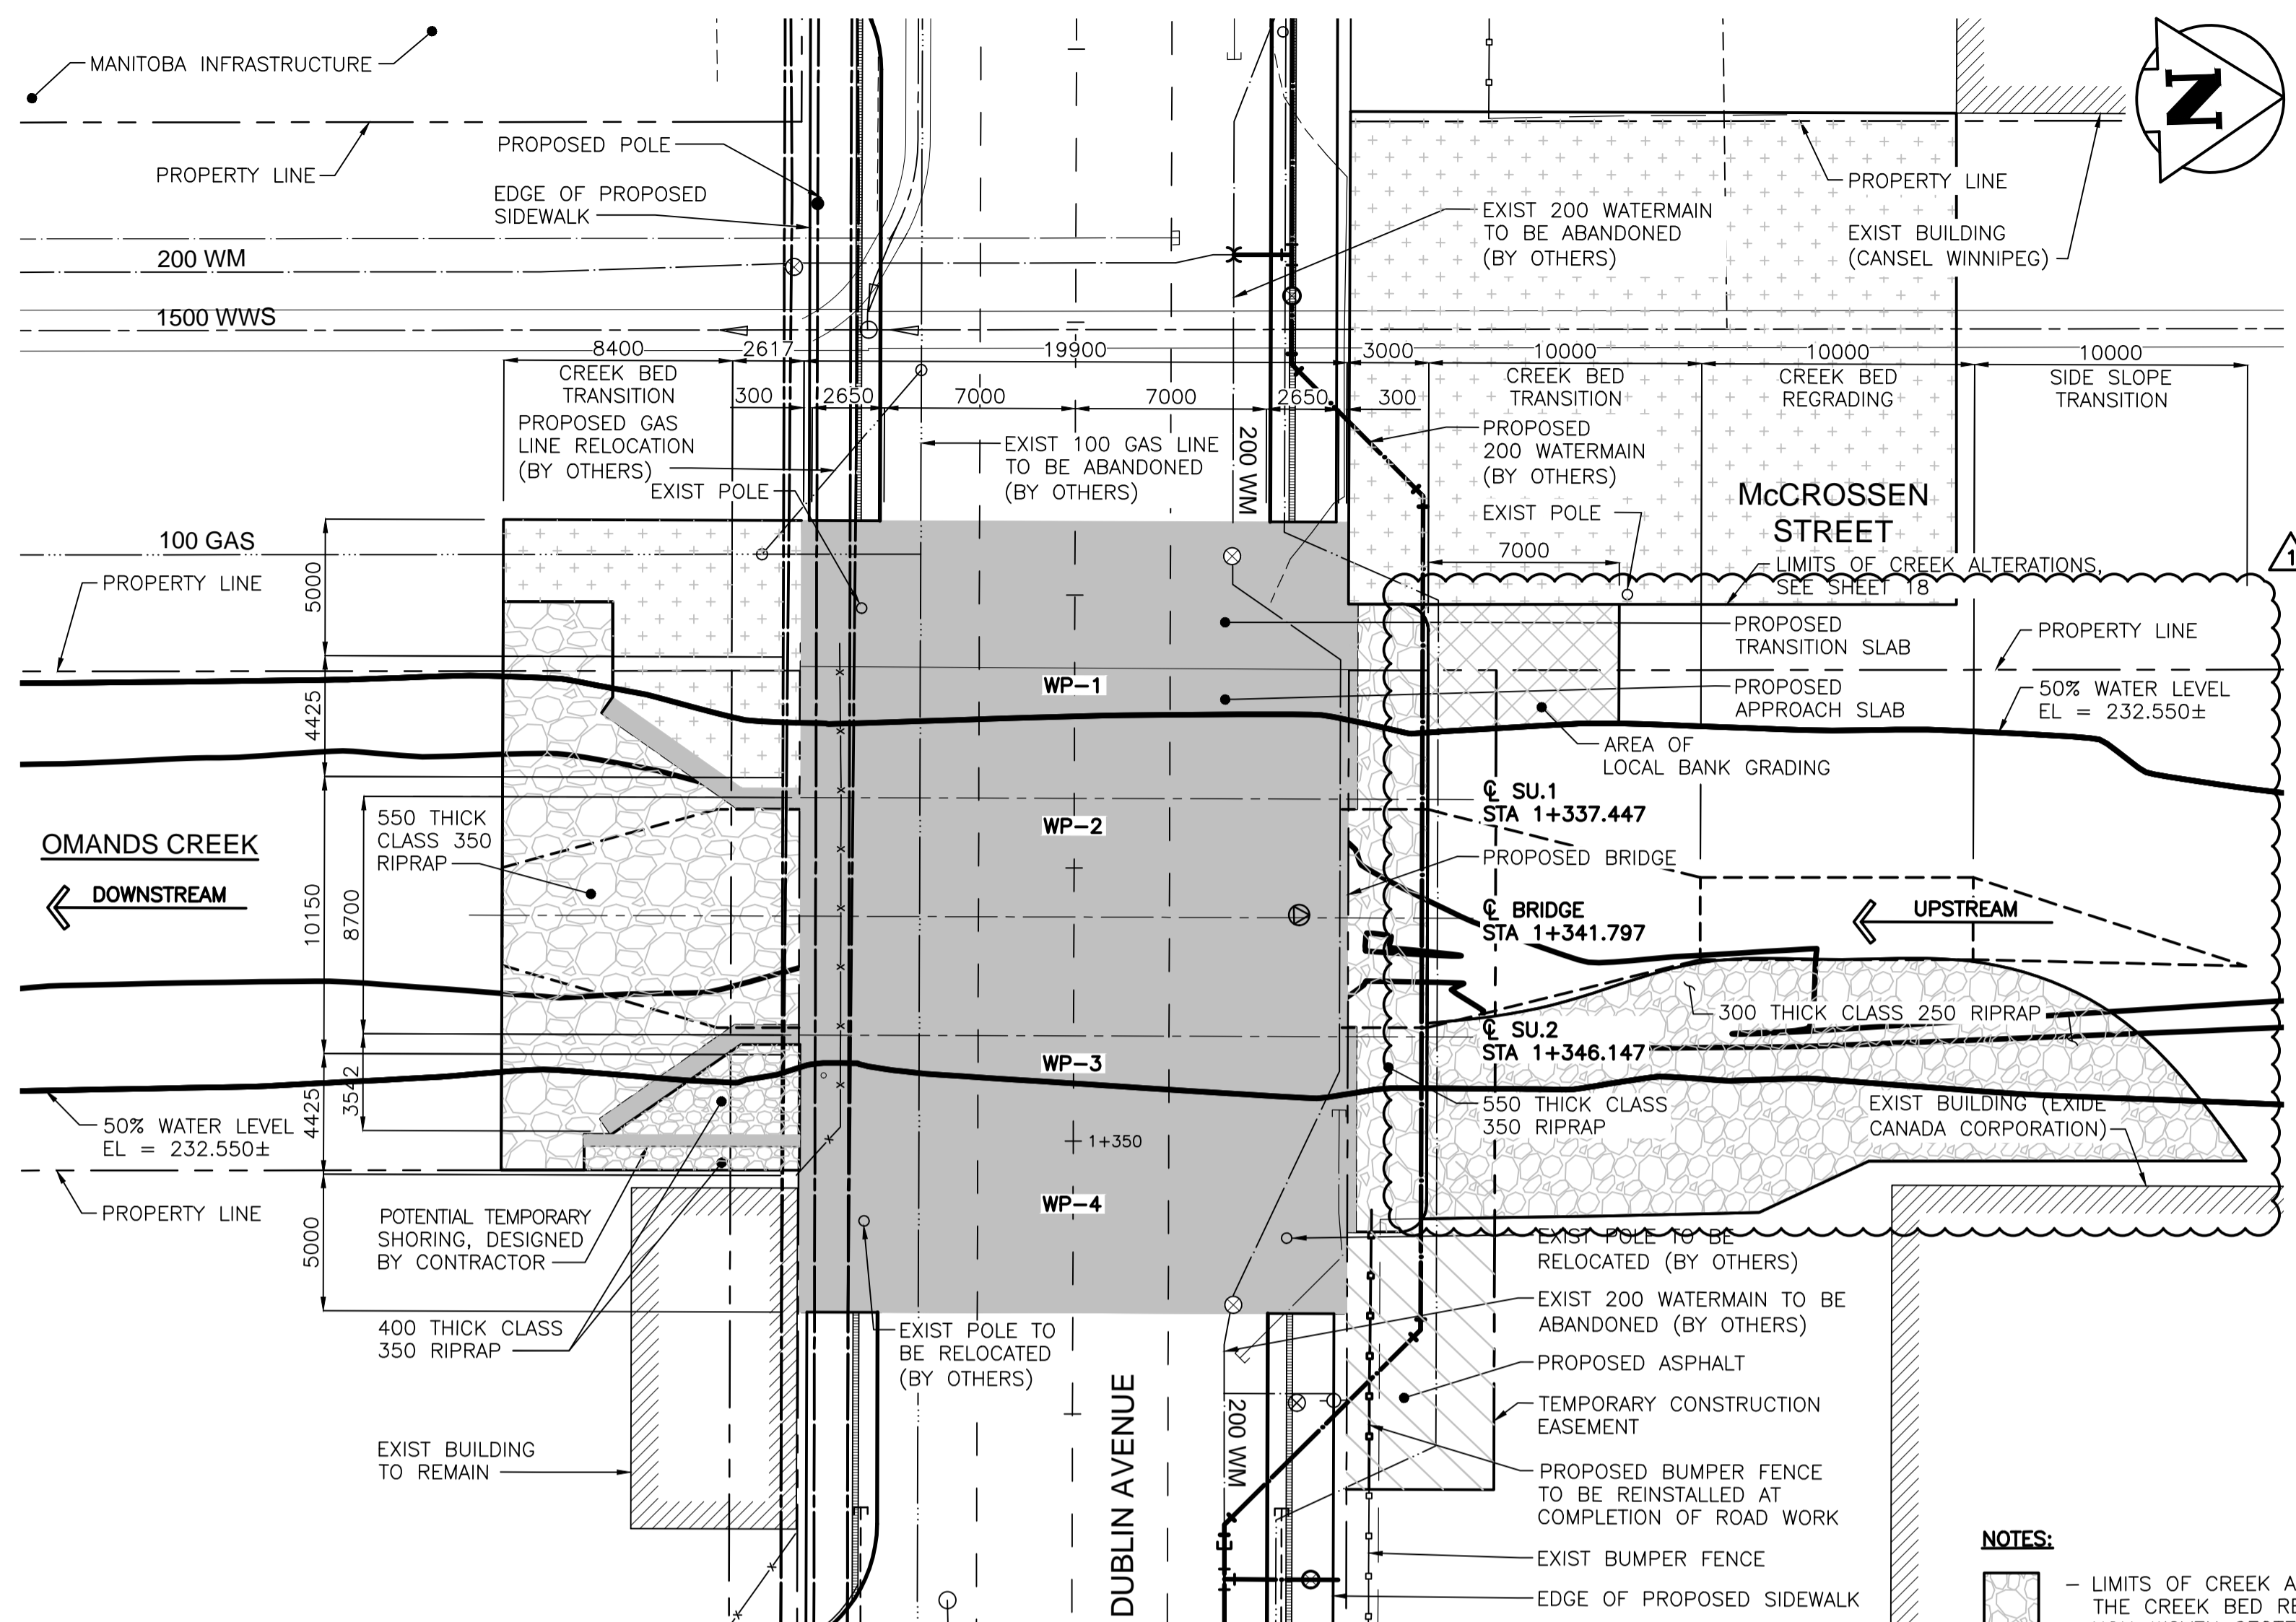 MANITOBA INFRASTRUCTURE
PROPERTY LINE
PROPOSED POLE
EDGE OF PROPOSED
SIDEWALK
200 WM
1500 WWS
N
PROPERTY LINE
EXIST BUILDING
(CANSEL WINNIPEG)
EXIST 200 WATERMAIN
TO BE ABANDONED
(BY OTHERS)
8400
2617
19900
3000
10000
10000
10000
CREEK BED
TRANSITION
CREEK BED
TRANSITION
CREEK BED
REGRADING
SIDE SLOPE
TRANSITION
300
2650
7000
7000
2650
300
PROPOSED GAS
LINE RELOCATION
(BY OTHERS)
EXIST 100 GAS LINE
TO BE ABANDONED
(BY OTHERS)
200 WM
PROPOSED
200 WATERMAIN
(BY OTHERS)
EXIST POLE
EXIST POLE
McCROSSEN
STREET
7000
LIMITS OF CREEK ALTERATIONS,
SEE SHEET 18
1
100 GAS
PROPERTY LINE
5000
4425
10150
8700
3542
4425
5000
PROPOSED
TRANSITION SLAB
PROPERTY LINE
PROPOSED
APPROACH SLAB
50% WATER LEVEL
EL = 232.550±
AREA OF
LOCAL BANK GRADING
WP-1
WP-2
WP-3
WP-4
℄ SU.1
STA 1+337.447
PROPOSED BRIDGE
℄ BRIDGE
STA 1+341.797
UPSTREAM
550 THICK
CLASS 350
RIPRAP
OMANDS CREEK
DOWNSTREAM
300 THICK CLASS 250 RIPRAP
℄ SU.2
STA 1+346.147
550 THICK CLASS
350 RIPRAP
EXIST BUILDING (EXIDE
CANADA CORPORATION)
50% WATER LEVEL
EL = 232.550±
1+350
PROPERTY LINE
POTENTIAL TEMPORARY
SHORING, DESIGNED
BY CONTRACTOR
400 THICK CLASS
350 RIPRAP
EXIST POLE TO
BE RELOCATED
(BY OTHERS)
EXIST POLE TO BE
RELOCATED (BY OTHERS)
EXIST 200 WATERMAIN TO BE
ABANDONED (BY OTHERS)
PROPOSED ASPHALT
TEMPORARY CONSTRUCTION
EASEMENT
EXIST BUILDING
TO REMAIN
DUBLIN AVENUE
200 WM
PROPOSED BUMPER FENCE
TO BE REINSTALLED AT
COMPLETION OF ROAD WORK
EXIST BUMPER FENCE
EDGE OF PROPOSED SIDEWALK
NOTES:
– LIMITS OF CREEK
THE CREEK BED